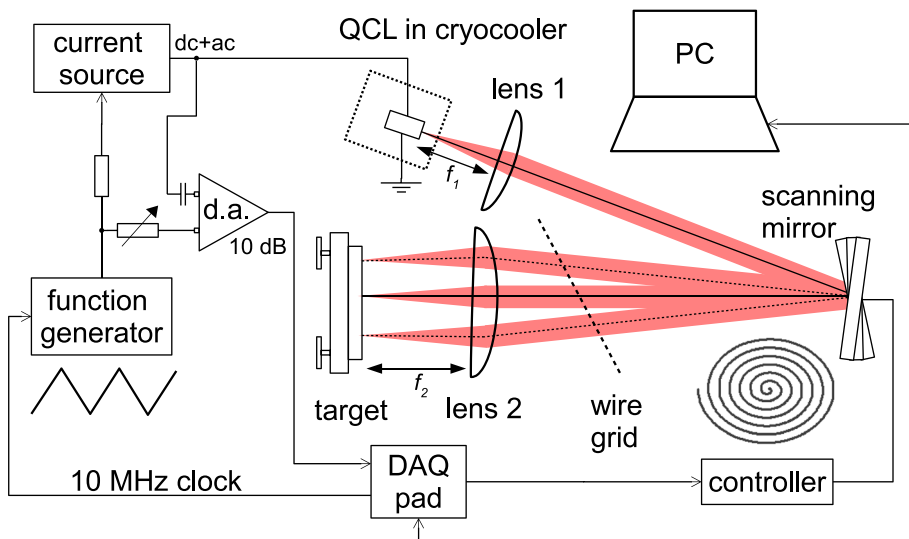 current
source
dc+ac
QCL in cryocooler
PC
lens 1
f1
d.a.
10 dB
scanning
mirror
function
generator
f2
target
lens 2
wire
grid
10 MHz clock
DAQ
pad
controller